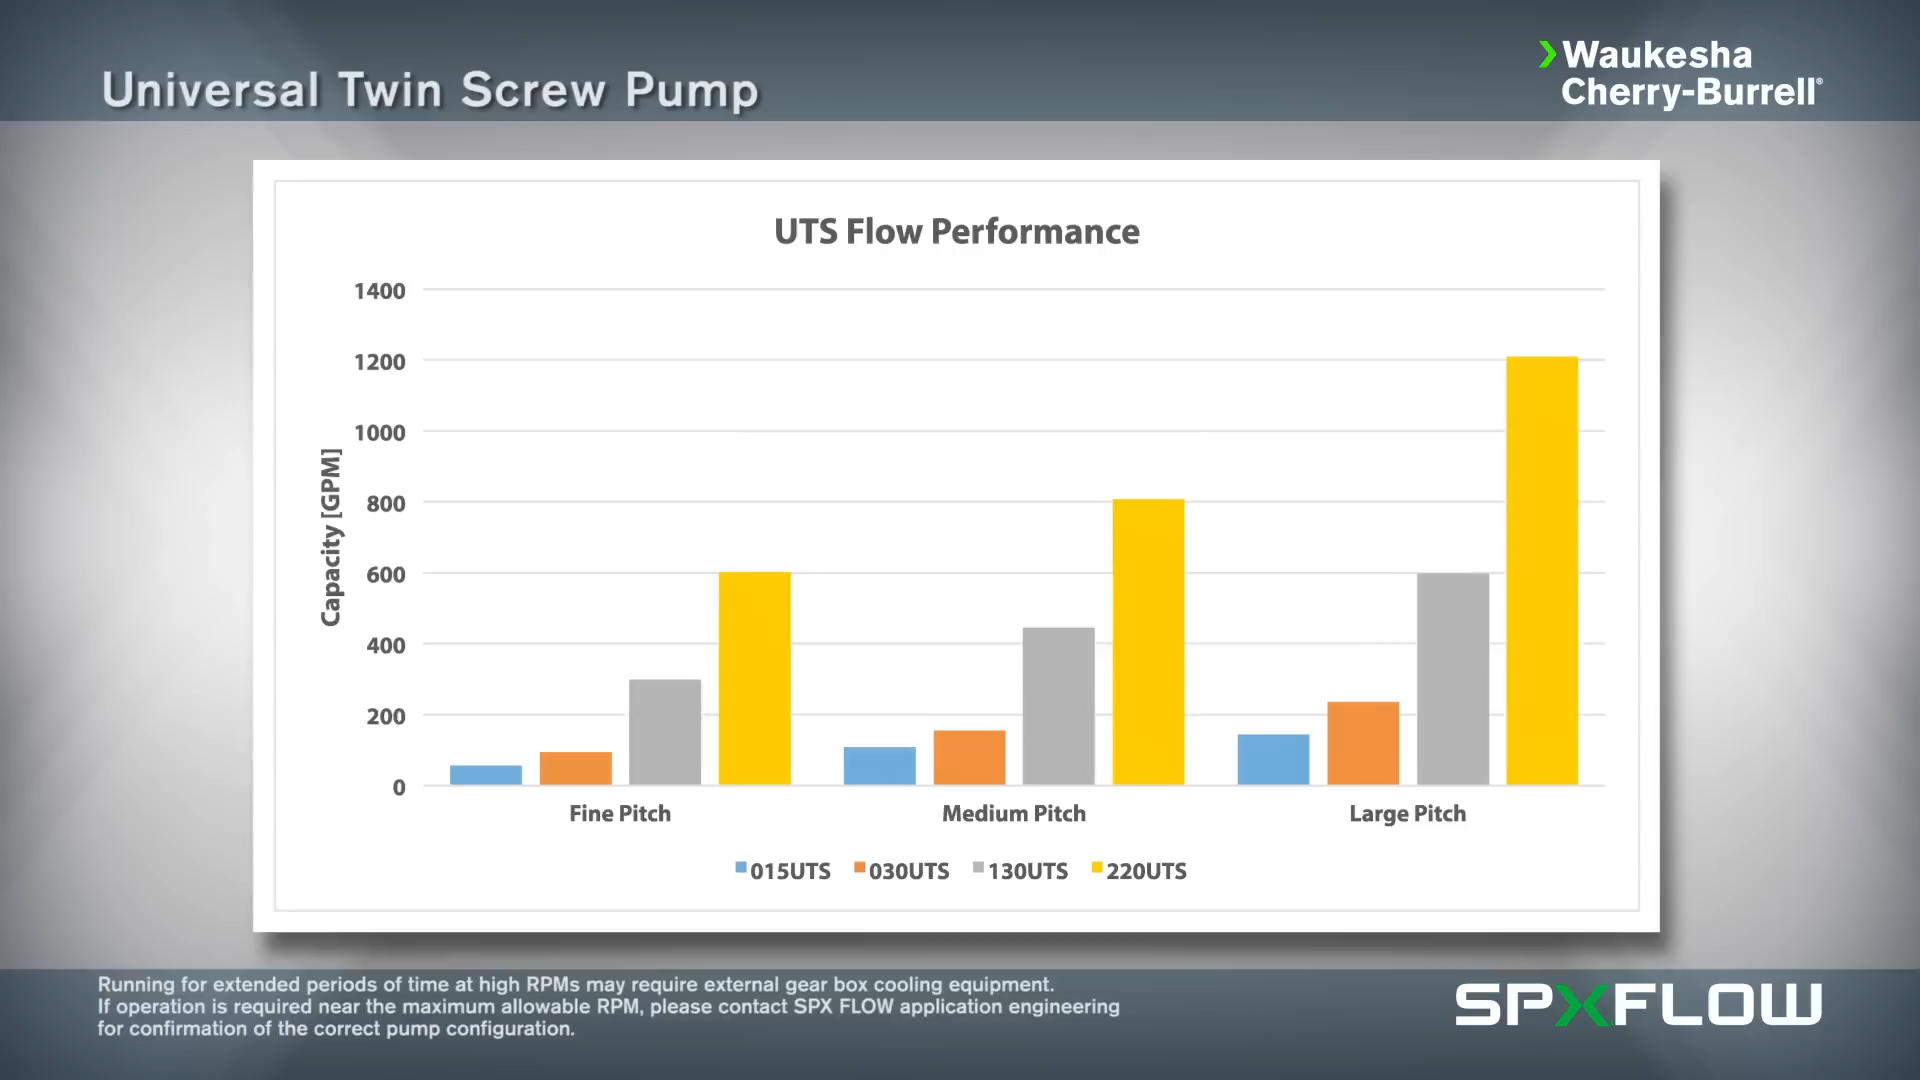 Universal Twin Screw Pump
Waukesha
Cherry-Burrell®
UTS Flow Performance
1400
1200
1000
800
600
400
200
0
Capacity [GPM]
Fine Pitch
Medium Pitch
Large Pitch
015UTS
030UTS
130UTS
220UTS
Running for extended periods of time at high RPMs may require external gear box cooling equipment.
If operation is required near the maximum allowable RPM, please contact SPX FLOW application engineering
for confirmation of the correct pump configuration.
SPXFLOW